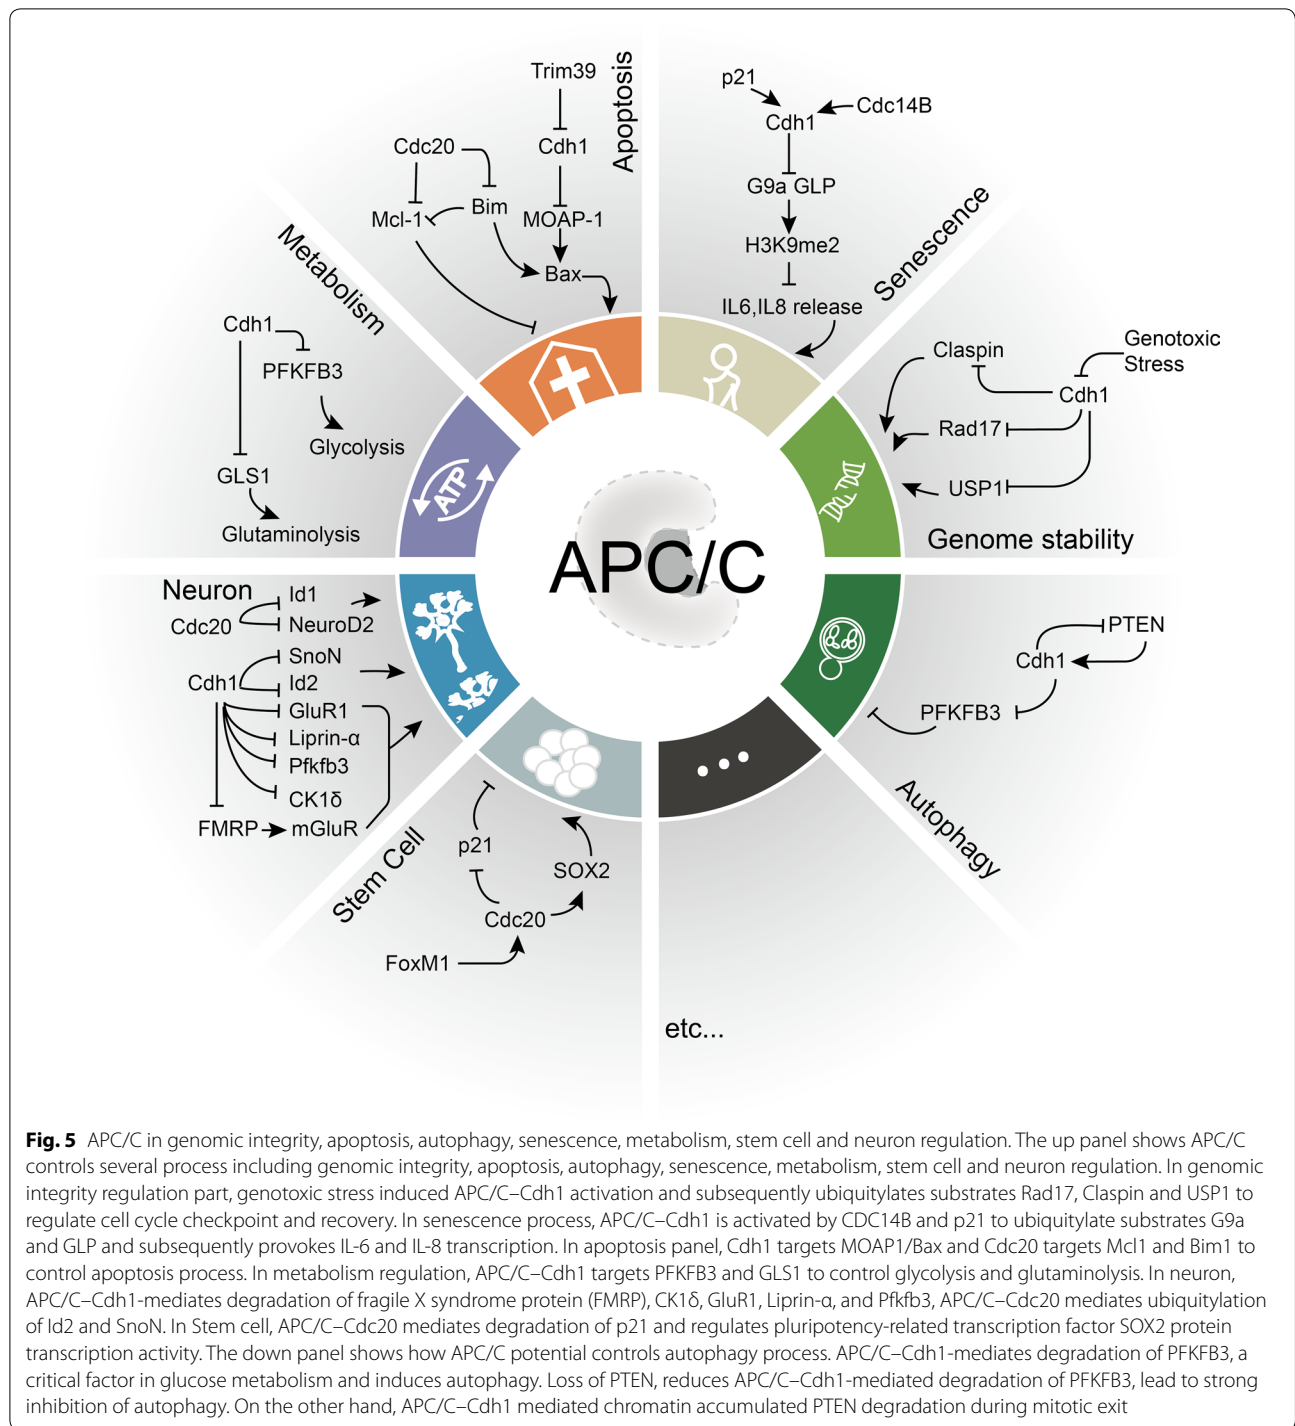 Apoptosis
Trim39
Cdh1
Cdc20
Mcl-1
Bim
MOAP-1
Bax
p21
Cdc14B
Cdh1
G9a GLP
H3K9me2
IL6,IL8 release
Senescence
Metabolism
Cdh1
PFKFB3
Glycolysis
GLS1
Glutaminolysis
ATP
Claspin
Genotoxic
Stress
Cdh1
Rad17
USP1
Genome stability
APC/C
Neuron
Id1
Cdc20
NeuroD2
SnoN
Cdh1
Id2
GluR1
Liprin-α
Pfkfb3
CK1δ
FMRP
mGluR
PTEN
Cdh1
PFKFB3
Autophagy
Stem Cell
p21
SOX2
Cdc20
FoxM1
etc...
Fig. 5 APC/C in genomic integrity, apoptosis, autophagy, senescence, metabolism, stem cell and neuron regulation. The up panel shows APC/C
controls several process including genomic integrity, apoptosis, autophagy, senescence, metabolism, stem cell and neuron regulation. In genomic
integrity regulation part, genotoxic stress induced APC/C–Cdh1 activation and subsequently ubiquitylates substrates Rad17, Claspin and USP1 to
regulate cell cycle checkpoint and recovery. In senescence process, APC/C–Cdh1 is activated by CDC14B and p21 to ubiquitylate substrates G9a
and GLP and subsequently provokes IL-6 and IL-8 transcription. In apoptosis panel, Cdh1 targets MOAP1/Bax and Cdc20 targets Mcl1 and Bim1 to
control apoptosis process. In metabolism regulation, APC/C–Cdh1 targets PFKFB3 and GLS1 to control glycolysis and glutaminolysis. In neuron,
APC/C–Cdh1-mediates degradation of fragile X syndrome protein (FMRP), CK1δ, GluR1, Liprin-α, and Pfkfb3, APC/C–Cdc20 mediates ubiquitylation
of Id2 and SnoN. In Stem cell, APC/C–Cdc20 mediates degradation of p21 and regulates pluripotency-related transcription factor SOX2 protein
transcription activity. The down panel shows how APC/C potential controls autophagy process. APC/C–Cdh1-mediates degradation of PFKFB3, a
critical factor in glucose metabolism and induces autophagy. Loss of PTEN, reduces APC/C–Cdh1-mediated degradation of PFKFB3, lead to strong
inhibition of autophagy. On the other hand, APC/C–Cdh1 mediated chromatin accumulated PTEN degradation during mitotic exit